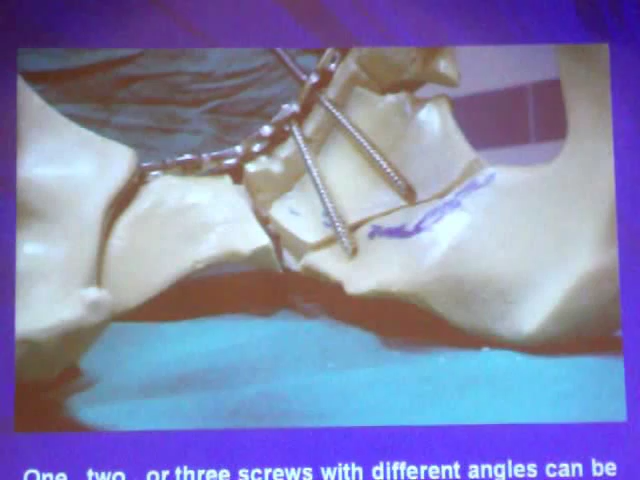 One , two , or three screws with different angles can be